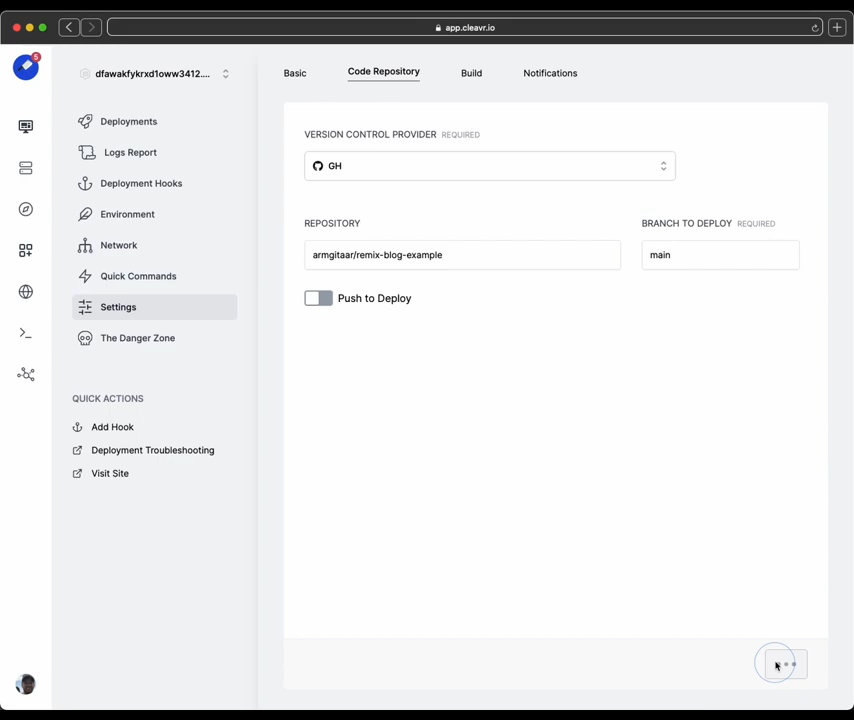 app.cleavr.io
5
dfawakfykrxd1oww3412....
Basic
Code Repository
Build
Notifications
Deployments
Logs Report
Deployment Hooks
Environment
Network
Quick Commands
Settings
The Danger Zone
QUICK ACTIONS
Add Hook
Deployment Troubleshooting
Visit Site
VERSION CONTROL PROVIDER REQUIRED
GH
REPOSITORY
armgitaar/remix-blog-example
BRANCH TO DEPLOY REQUIRED
main
Push to Deploy